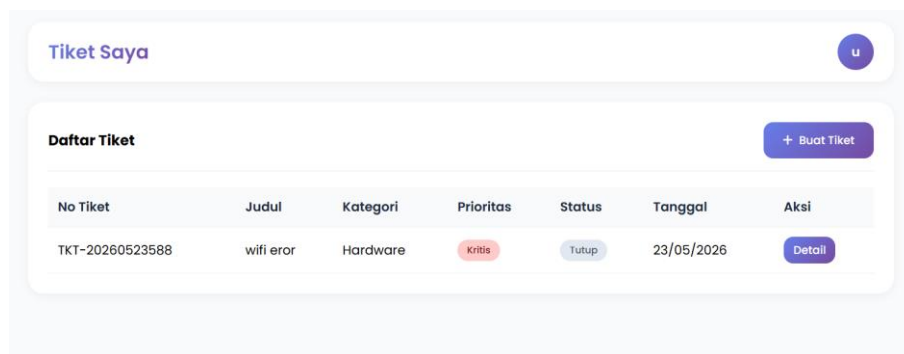 Tiket Saya
u
Daftar Tiket
+ Buat Tiket
No Tiket Judul Kategori Prioritas Status Tanggal Aksi
TKT-20260523588 wifi eror Hardware Kritis Tutup 23/05/2026 Detail